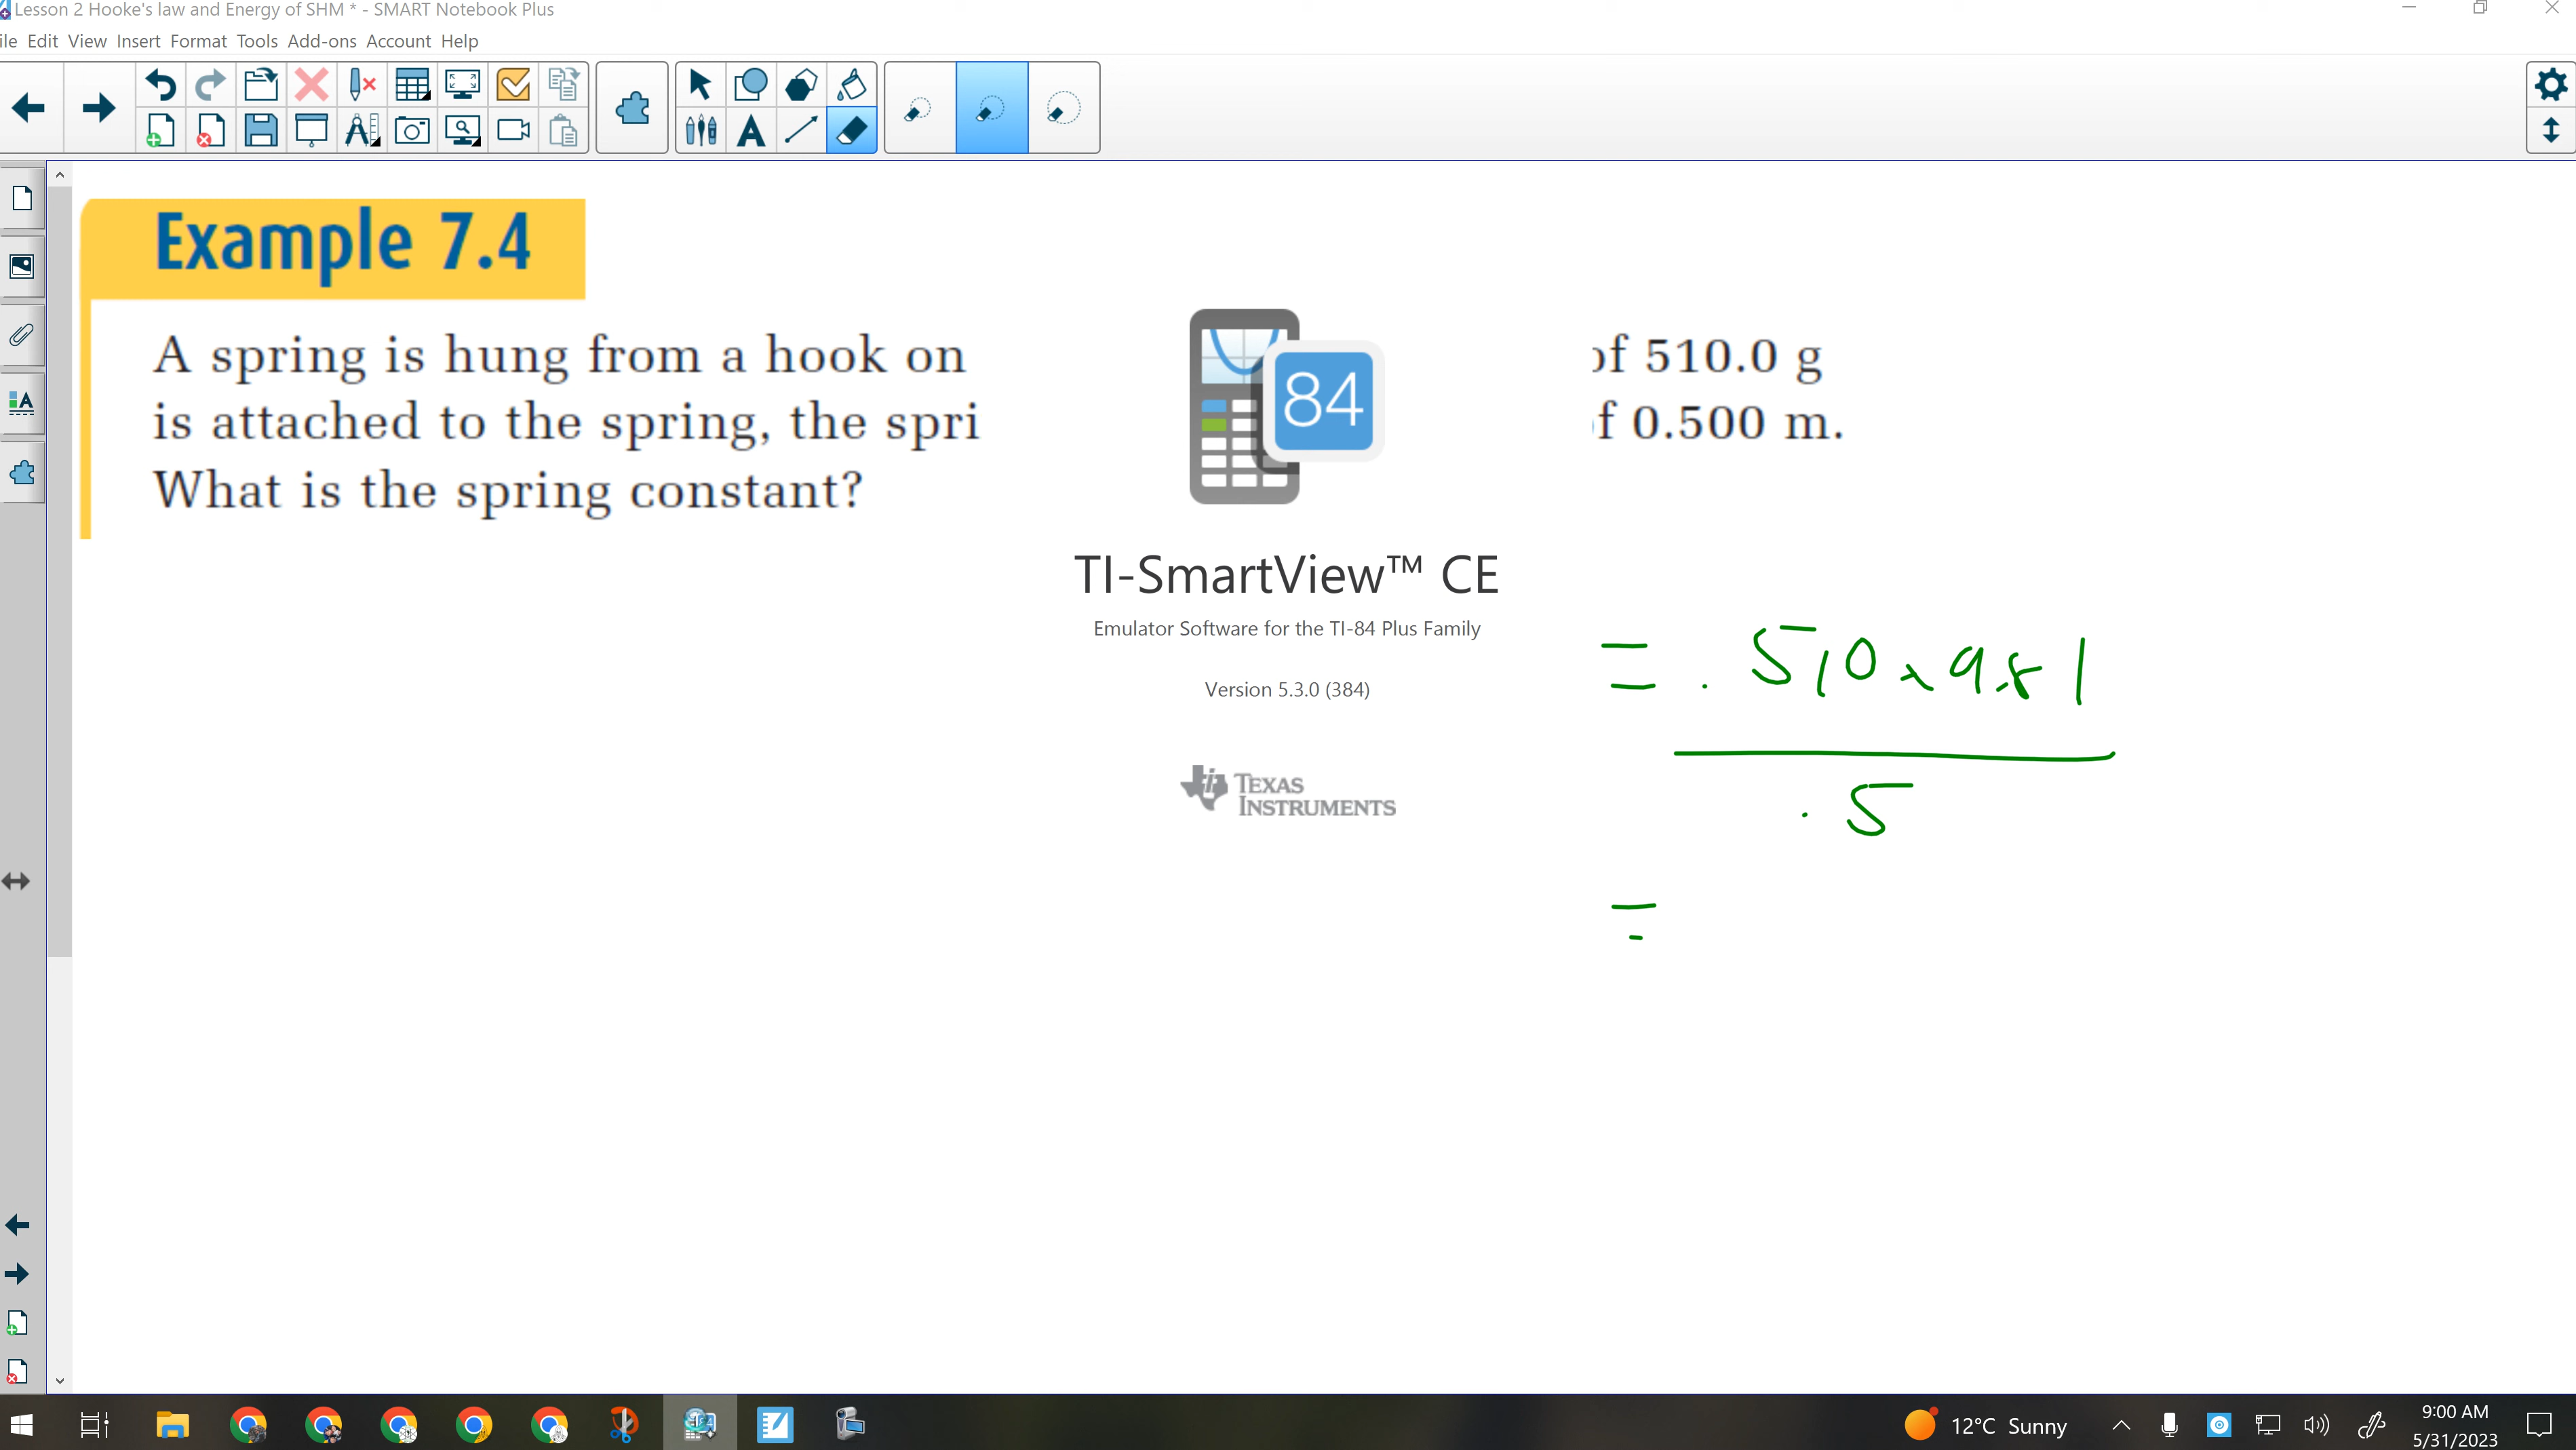 Lesson 2 Hooke's law and Energy of SHM * - SMART Notebook Plus
ile Edit View Insert Format Tools Add-ons Account Help
Example 7.4
A spring is hung from a hook on
of 510.0 g
is attached to the spring, the spri
f 0.500 m.
What is the spring constant?
84
TI-SmartView™ CE
Emulator Software for the TI-84 Plus Family
Version 5.3.0 (384)
TEXAS
INSTRUMENTS
= .510 x 9.81
.5
=
12°C Sunny
9:00 AM
5/31/2023